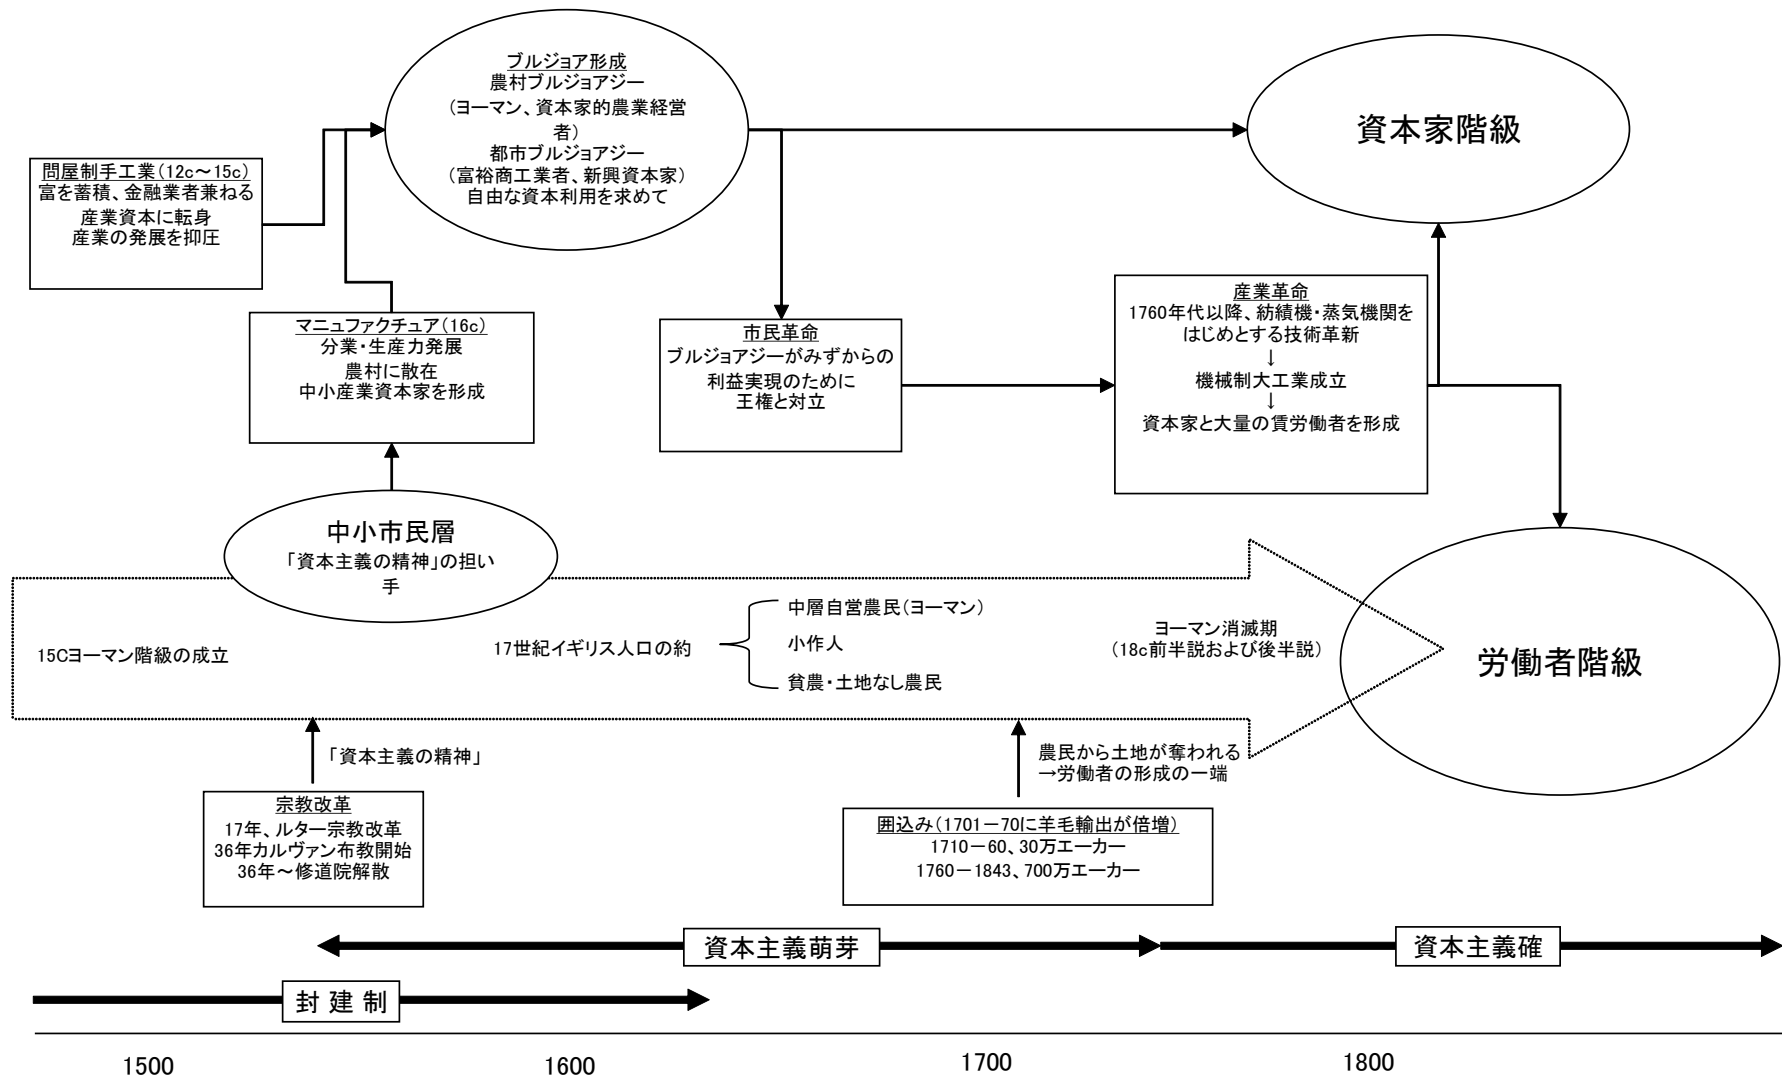 ブルジョア形成
農村ブルジョアジー
(ヨーマン、資本家的農業経営
者)
都市ブルジョアジー
(富裕商工業者、新興資本家)
自由な資本利用を求めて
資本家階級
問屋制手工業(12c～15c)
富を蓄積、金融業者兼ねる
産業資本に転身
産業の発展を抑圧
マニュファクチュア(16c)
分業・生産力発展
農村に散在
中小産業資本家を形成
市民革命
ブルジョアジーがみずからの
利益実現のために
王権と対立
産業革命
1760年代以降、紡績機・蒸気機関を
はじめとする技術革新
↓
機械制大工業成立
↓
資本家と大量の賃労働者を形成
中小市民層
「資本主義の精神」の担い
手
15Cヨーマン階級の成立
17世紀イギリス人口の約
中層自営農民(ヨーマン)
小作人
貧農・土地なし農民
ヨーマン消滅期
(18c前半説および後半説)
労働者階級
「資本主義の精神」
農民から土地が奪われる
→労働者の形成の一端
宗教改革
17年、ルター宗教改革
36年カルヴァン布教開始
36年～修道院解散
囲込み(1701－70に羊毛輸出が倍増)
1710－60、30万エーカー
1760－1843、700万エーカー
資本主義萌芽
資本主義確
封 建 制
1500
1600
1700
1800